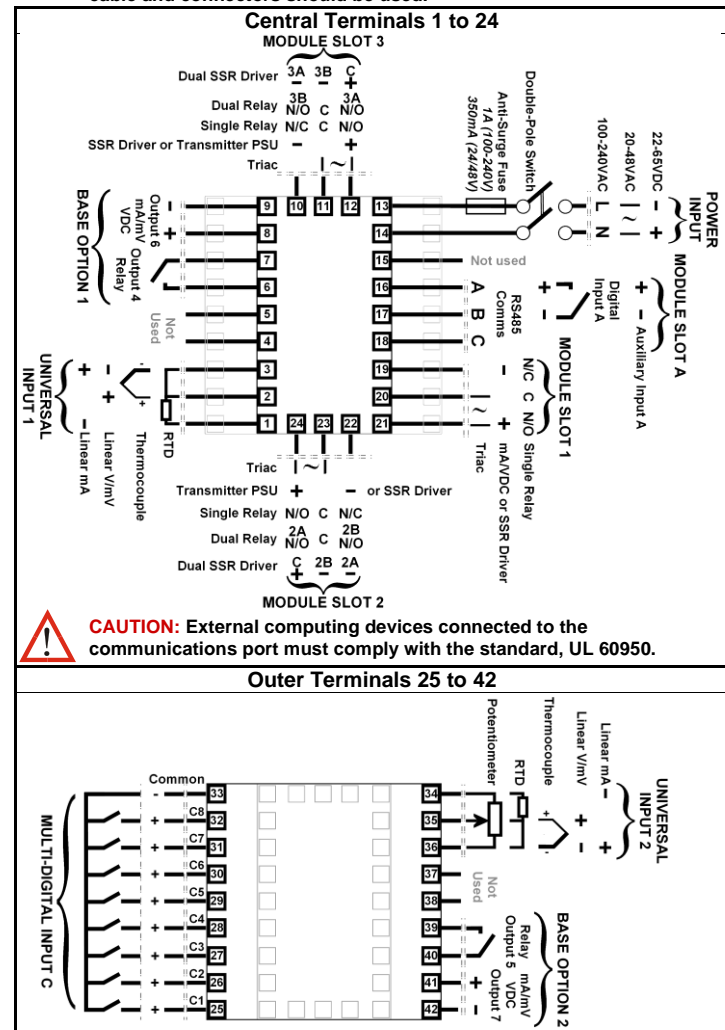 cable and connectors should be used.
Central Terminals 1 to 24
MODULE SLOT 3
Dual SSR Driver 3A 3B C
− − +
Dual Relay 3B N/O C 3A N/O
Single Relay N/C C N/O
SSR Driver or Transmitter PSU − +
Triac | ~ |
9 10 11 12 13
8 14
7 15
6 16
5 17
4 18
3 19
2 20
1 24 23 22 21
BASE OPTION 1
Output 6
mA/mV
VDC
− +
Output 4
Relay
Not
Used
UNIVERSAL
INPUT 1
RTD
Thermocouple
- +
Linear V/mV
− +
Linear mA
+ −
Anti-Surge Fuse
1A (100-240V)
350mA (24/48V)
Double-Pole Switch
100-240VAC L N
20-48VAC | ~ |
22-65VDC − +
POWER
INPUT
Not used
A B C
RS485
Comms
+ −
Digital
Input A
+ − Auxiliary Input A
MODULE SLOT A
MODULE SLOT 1
N/C C N/O Single Relay
− + mA/VDC or SSR Driver
| ~ | Triac
Triac | ~ |
Transmitter PSU + − or SSR Driver
Single Relay N/O C N/C
Dual Relay 2A N/O C 2B N/O
Dual SSR Driver C 2B 2A
+ − −
MODULE SLOT 2
!
CAUTION: External computing devices connected to the
communications port must comply with the standard, UL 60950.
Outer Terminals 25 to 42
Common
- 33
+ C8 32
+ C7 31
+ C6 30
+ C5 29
+ C4 28
+ C3 27
+ C2 26
+ C1 25
MULTI-DIGITAL INPUT C
34
35
36
37
38
39
40
41
42
Potentiometer
RTD
Thermocouple
+ -
Linear V/mV
+ −
Linear mA
− +
UNIVERSAL
INPUT 2
Not
Used
Relay
Output 5
mA/mV
VDC
Output 7
+ −
BASE OPTION 2